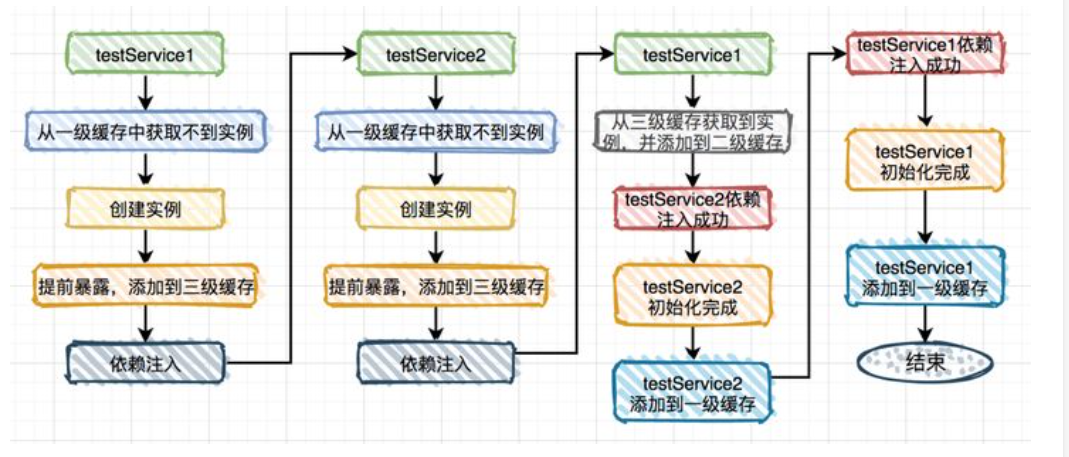 testService1
从一级缓存中获取不到实例
创建实例
提前暴露，添加到三级缓存
依赖注入
testService2
从一级缓存中获取不到实例
创建实例
提前暴露，添加到三级缓存
依赖注入
testService1
从三级缓存获取到实
例，并添加到二级缓存
testService2依赖
注入成功
testService2
初始化完成
testService2
添加到一级缓存
testService1依赖
注入成功
testService1
初始化完成
testService1
添加到一级缓存
结束